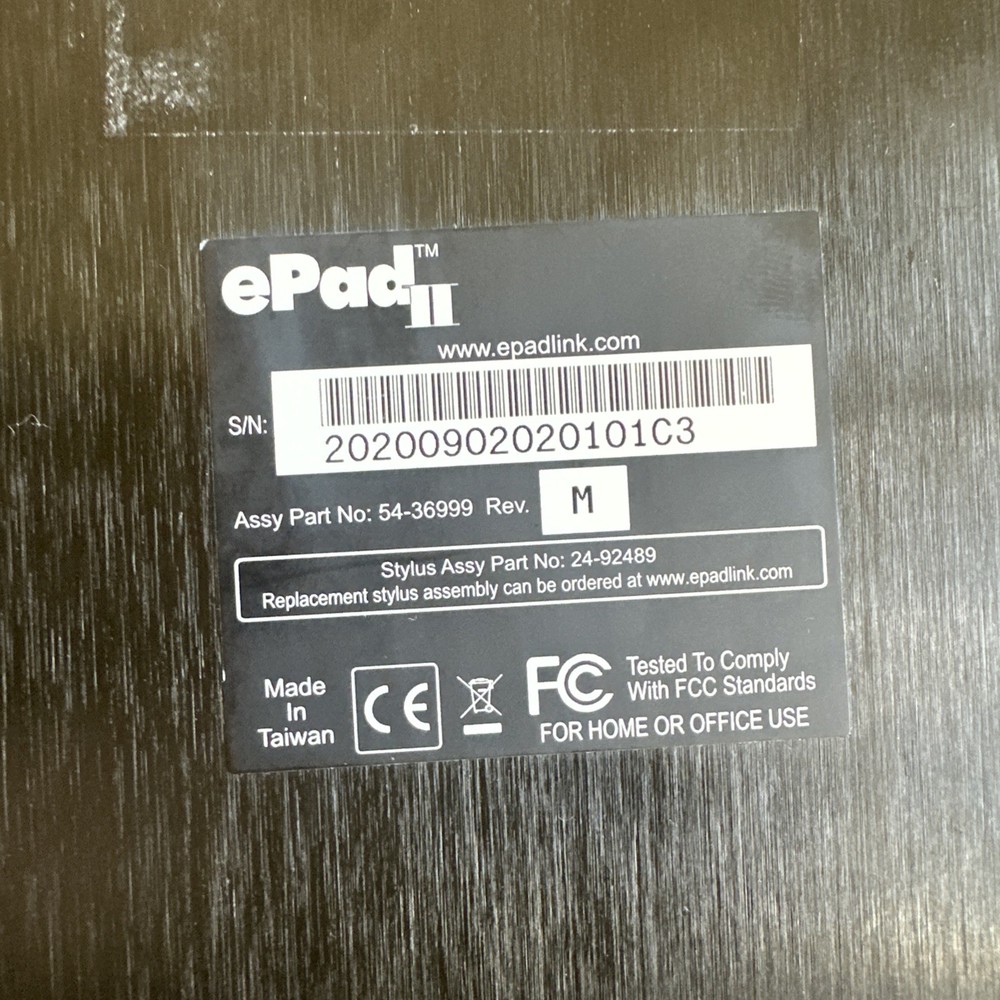 ePad II™
www.epadlink.com
S/N:
20200902020101C3
Assy Part No: 54-36999 Rev. M
Stylus Assy Part No: 24-92489
Replacement stylus assembly can be ordered at www.epadlink.com
Made
In
Taiwan
CE
FC Tested To Comply
With FCC Standards
FOR HOME OR OFFICE USE